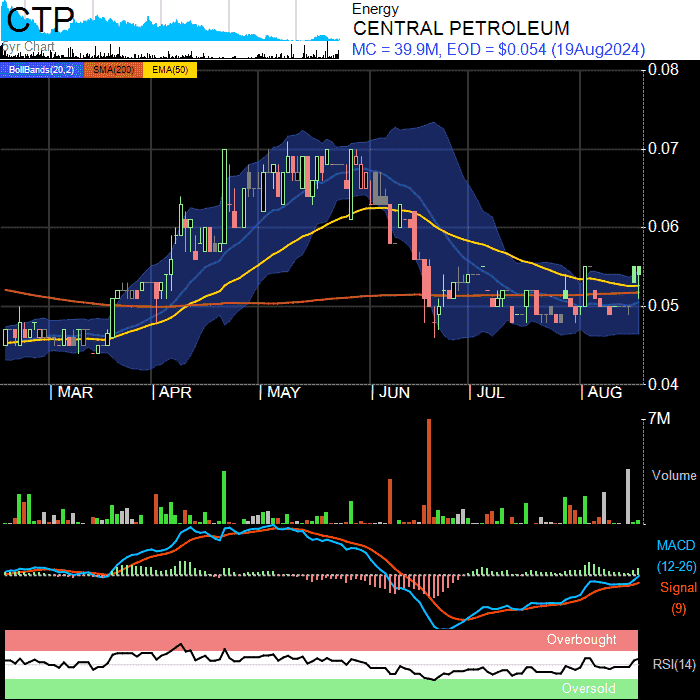 CTP
Energy
CENTRAL PETROLEUM
MC = 39.9M, EOD = $0.054 (19Aug2024)
Chart
BollBands(20,2) SMA(200) EMA(50)
0.08
0.07
0.06
0.05
0.04
MAR APR MAY JUN JUL AUG
7M
Volume
MACD
(12-26)
Signal
(9)
Overbought
RSI(14)
Oversold